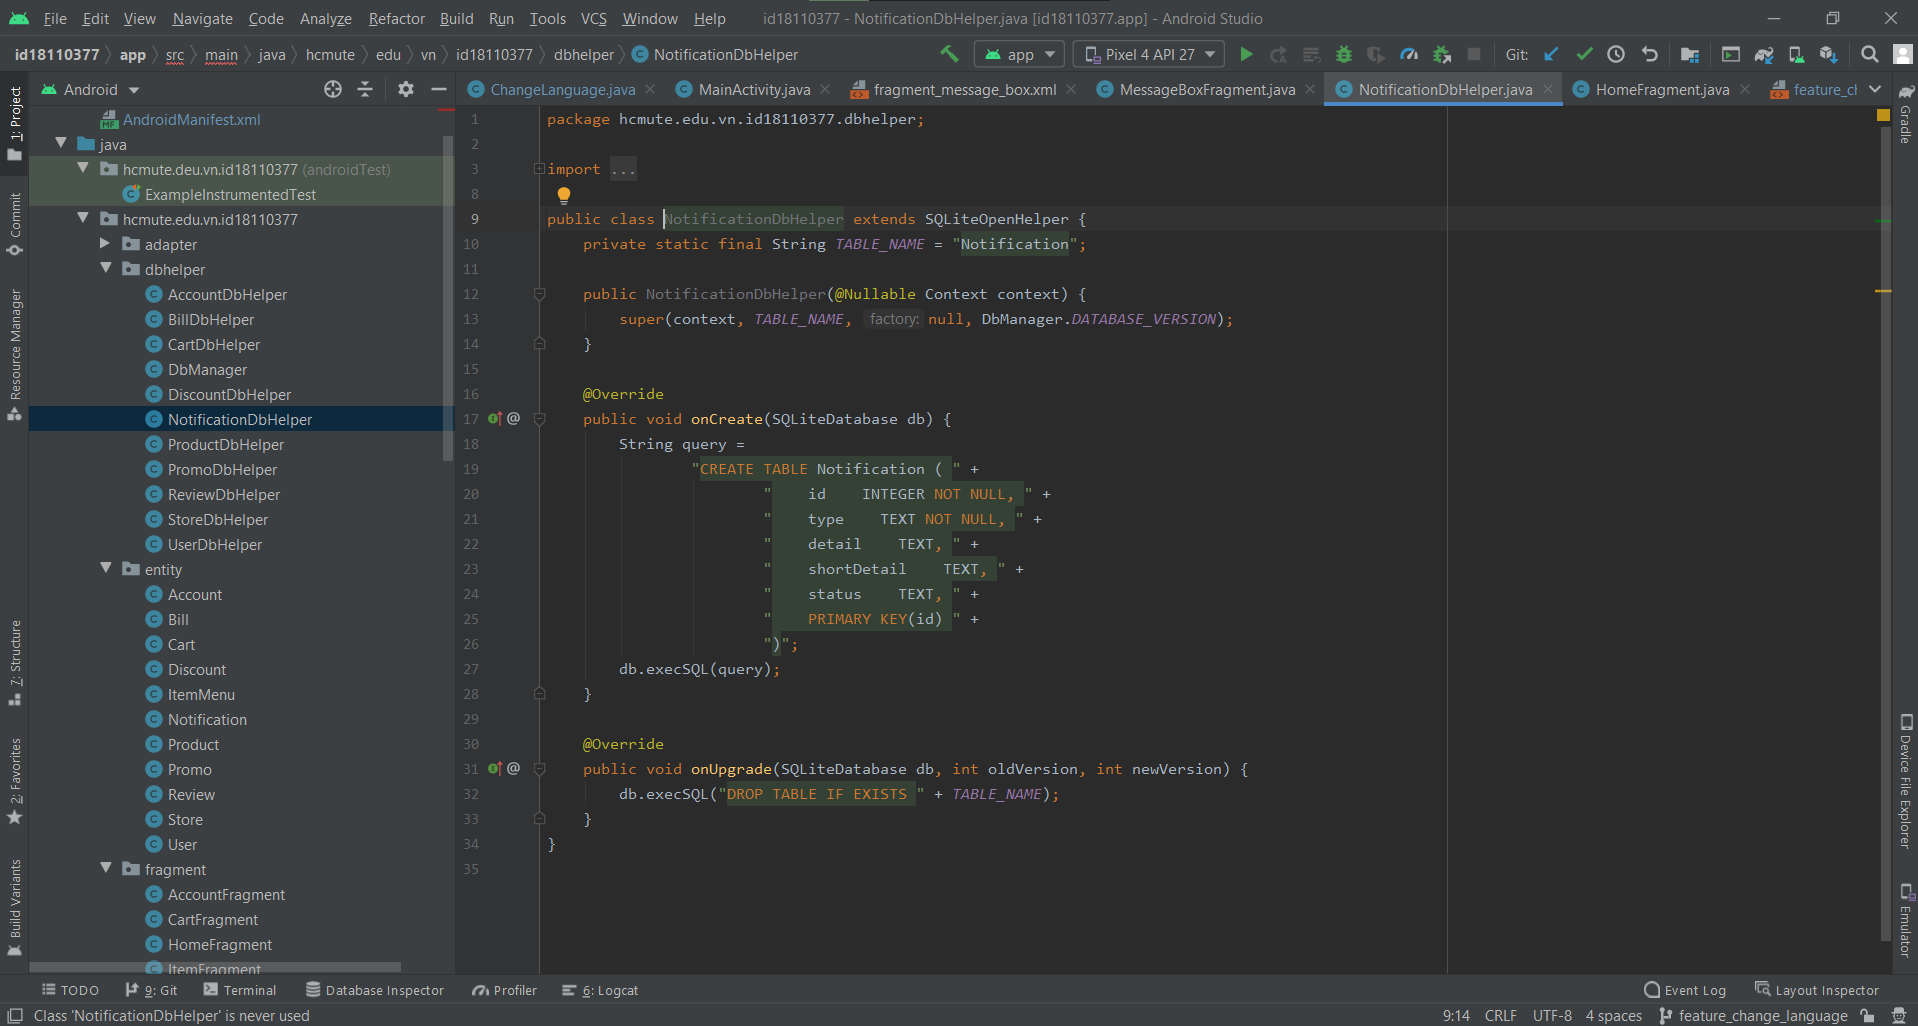 File Edit View Navigate Code Analyze Refactor Build Run Tools VCS Window Help id18110377 - NotificationDbHelper.java [id18110377.app] - Android Studio
id18110377 app src main java hcmute edu vn id18110377 dbhelper NotificationDbHelper app Pixel 4 API 27 Git:
Android
ChangeLanguage.java MainActivity.java fragment_message_box.xml MessageBoxFragment.java NotificationDbHelper.java HomeFragment.java feature_cl
1: Project
Commit
Resource Manager
7: Structure
2: Favorites
Build Variants
AndroidManifest.xml
java
hcmute.deu.vn.id18110377 (androidTest)
ExampleInstrumentedTest
hcmute.edu.vn.id18110377
adapter
dbhelper
AccountDbHelper
BillDbHelper
CartDbHelper
DbManager
DiscountDbHelper
NotificationDbHelper
ProductDbHelper
PromoDbHelper
ReviewDbHelper
StoreDbHelper
UserDbHelper
entity
Account
Bill
Cart
Discount
ItemMenu
Notification
Product
Promo
Review
Store
User
fragment
AccountFragment
CartFragment
HomeFragment
ItemFragment
1 package hcmute.edu.vn.id18110377.dbhelper;
2
3 import ...
8
9 public class NotificationDbHelper extends SQLiteOpenHelper {
10 private static final String TABLE_NAME = "Notification";
11
12 public NotificationDbHelper(@Nullable Context context) {
13 super(context, TABLE_NAME, factory: null, DbManager.DATABASE_VERSION);
14 }
15
16 @Override
17 public void onCreate(SQLiteDatabase db) {
18 String query =
19 "CREATE TABLE Notification ( " +
20 " id INTEGER NOT NULL, " +
21 " type TEXT NOT NULL, " +
22 " detail TEXT, " +
23 " shortDetail TEXT, " +
24 " status TEXT, " +
25 " PRIMARY KEY(id) " +
26 ")";
27 db.execSQL(query);
28 }
29
30 @Override
31 public void onUpgrade(SQLiteDatabase db, int oldVersion, int newVersion) {
32 db.execSQL("DROP TABLE IF EXISTS " + TABLE_NAME);
33 }
34 }
35
Gradle
Device File Explorer
Emulator
TODO 9: Git Terminal Database Inspector Profiler 6: Logcat Event Log Layout Inspector
Class 'NotificationDbHelper' is never used 9:14 CRLF UTF-8 4 spaces feature_change_language